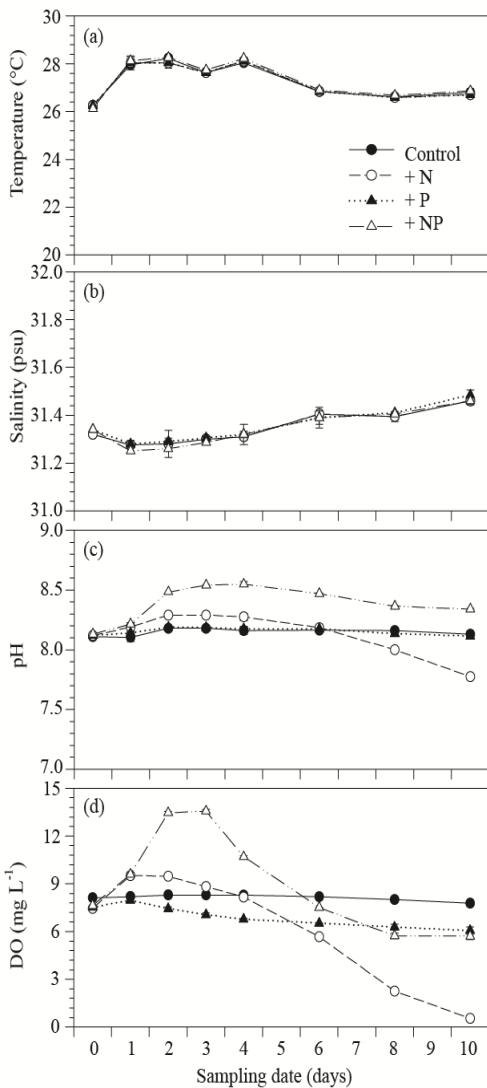 30
(a)
28
26
24
22
20
Temperature (°C)
Control
+ N
+ P
+ NP
32.0
(b)
31.8
31.6
31.4
31.2
31.0
Salinity (psu)
9.0
(c)
8.5
8.0
7.5
7.0
pH
15
(d)
12
9
6
3
0
DO (mg L-1)
0 1 2 3 4 5 6 7 8 9 10
Sampling date (days)